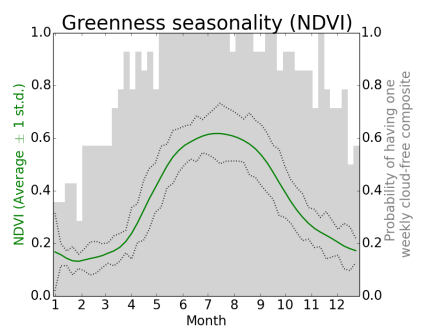 Greenness seasonality (NDVI)
1.0
0.8
0.6
0.4
0.2
0.0
NDVI (Average ± 1 st.d.)
1 2 3 4 5 6 7 8 9 10 11 12
Month
1.0
0.8
0.6
0.4
0.2
0.0
Probability of having one
weekly cloud-free composite